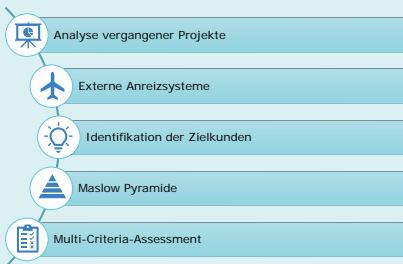 Analyse vergangener Projekte
Externe Anreizsysteme
Identifikation der Zielkunden
Maslow Pyramide
Multi-Criteria-Assessment